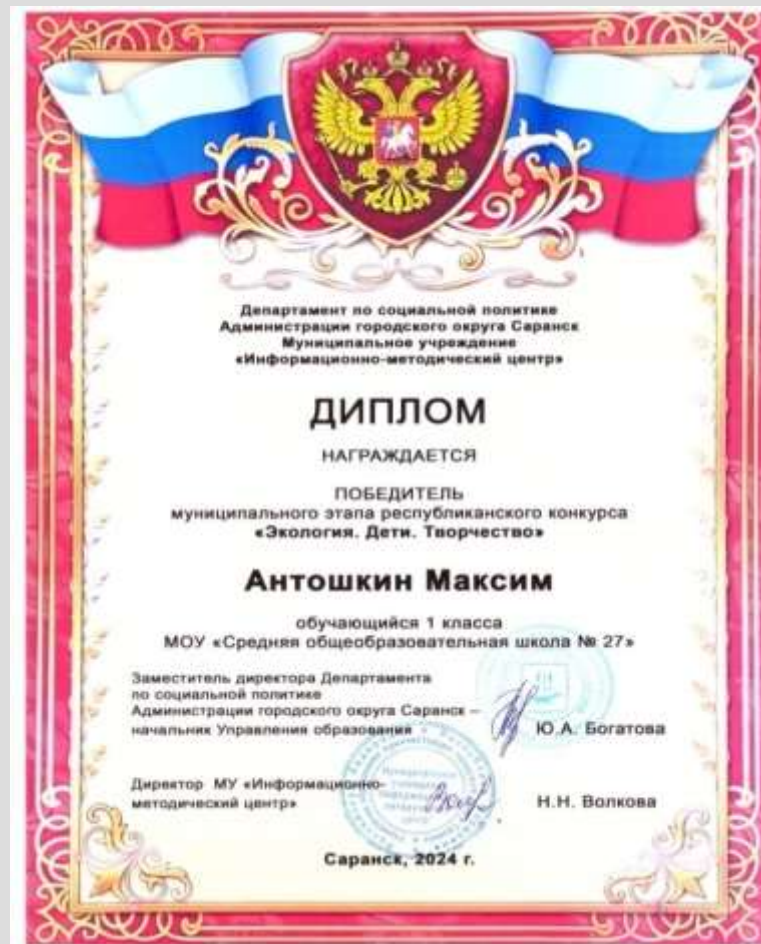 Департамент по социальной политике
Администрации городского округа Саранск
Муниципальное учреждение
«Информационно-методический центр»
ДИПЛОМ
НАГРАЖДАЕТСЯ
ПОБЕДИТЕЛЬ
муниципального этапа республиканского конкурса
«Экология. Дети. Творчество»
Антошкин Максим
обучающийся 1 класса
МОУ «Средняя общеобразовательная школа № 27»
Заместитель директора Департамента
по социальной политике
Администрации городского округа Саранск –
начальник Управления образования
Ю.А. Богатова
Директор МУ «Информационно-
методический центр»
Н.Н. Волкова
Саранск, 2024 г.